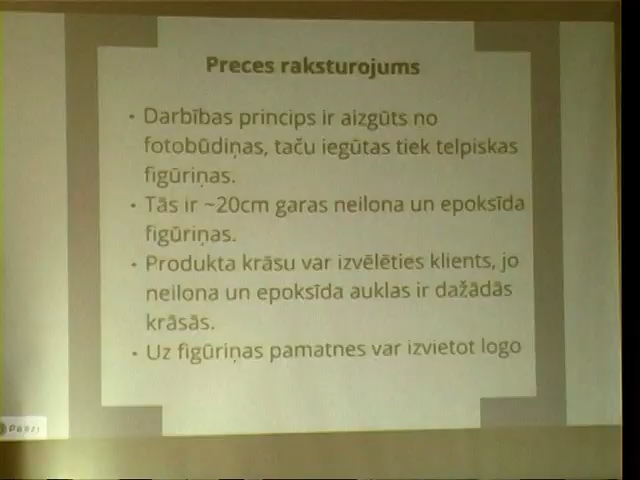 Preces raksturojums
• Darbības princips ir aizgūts no
fotobūdiņas, taču iegūtas tiek telpiskas
figūriņas.
• Tās ir ~20cm garas neilona un epoksīda
figūriņas.
• Produkta krāsu var izvēlēties klients, jo
neilona un epoksīda auklas ir dažādās
krāsās.
• Uz figūriņas pamatnes var izvietot logo